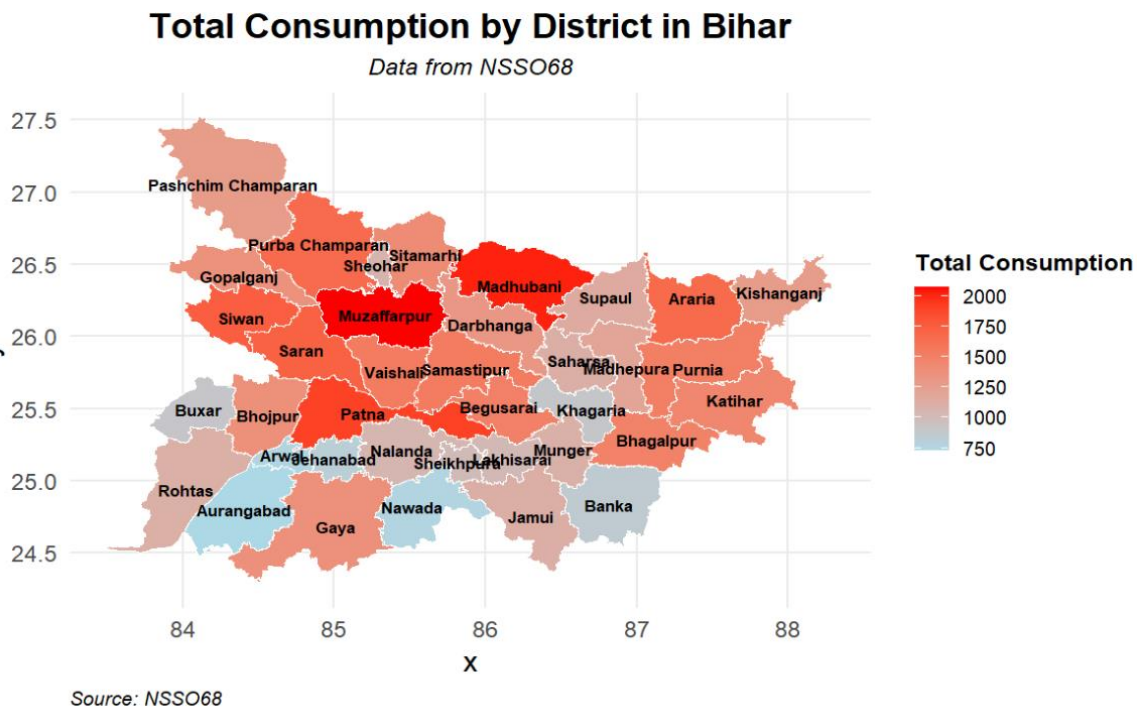 Total Consumption by District in Bihar
Data from NSSO68
27.5
27.0
26.5
26.0
25.5
25.0
24.5
Pashchim Champaran
Purba Champaran
Sitamarhi
Sheohar
Gopalganj
Madhubani
Supaul
Araria
Kishanganj
Siwan
Muzaffarpur
Darbhanga
Saran
Vaishali
Samastipur
Saharsa
Madhepura
Purnia
Buxar
Bhojpur
Patna
Begusarai
Khagaria
Katihar
Arwal
Jehanabad
Nalanda
Sheikhpura
Lakhisarai
Munger
Bhagalpur
Rohtas
Aurangabad
Gaya
Nawada
Jamui
Banka
Total Consumption
2000
1750
1500
1250
1000
750
84 85 86 87 88
x
Source: NSSO68